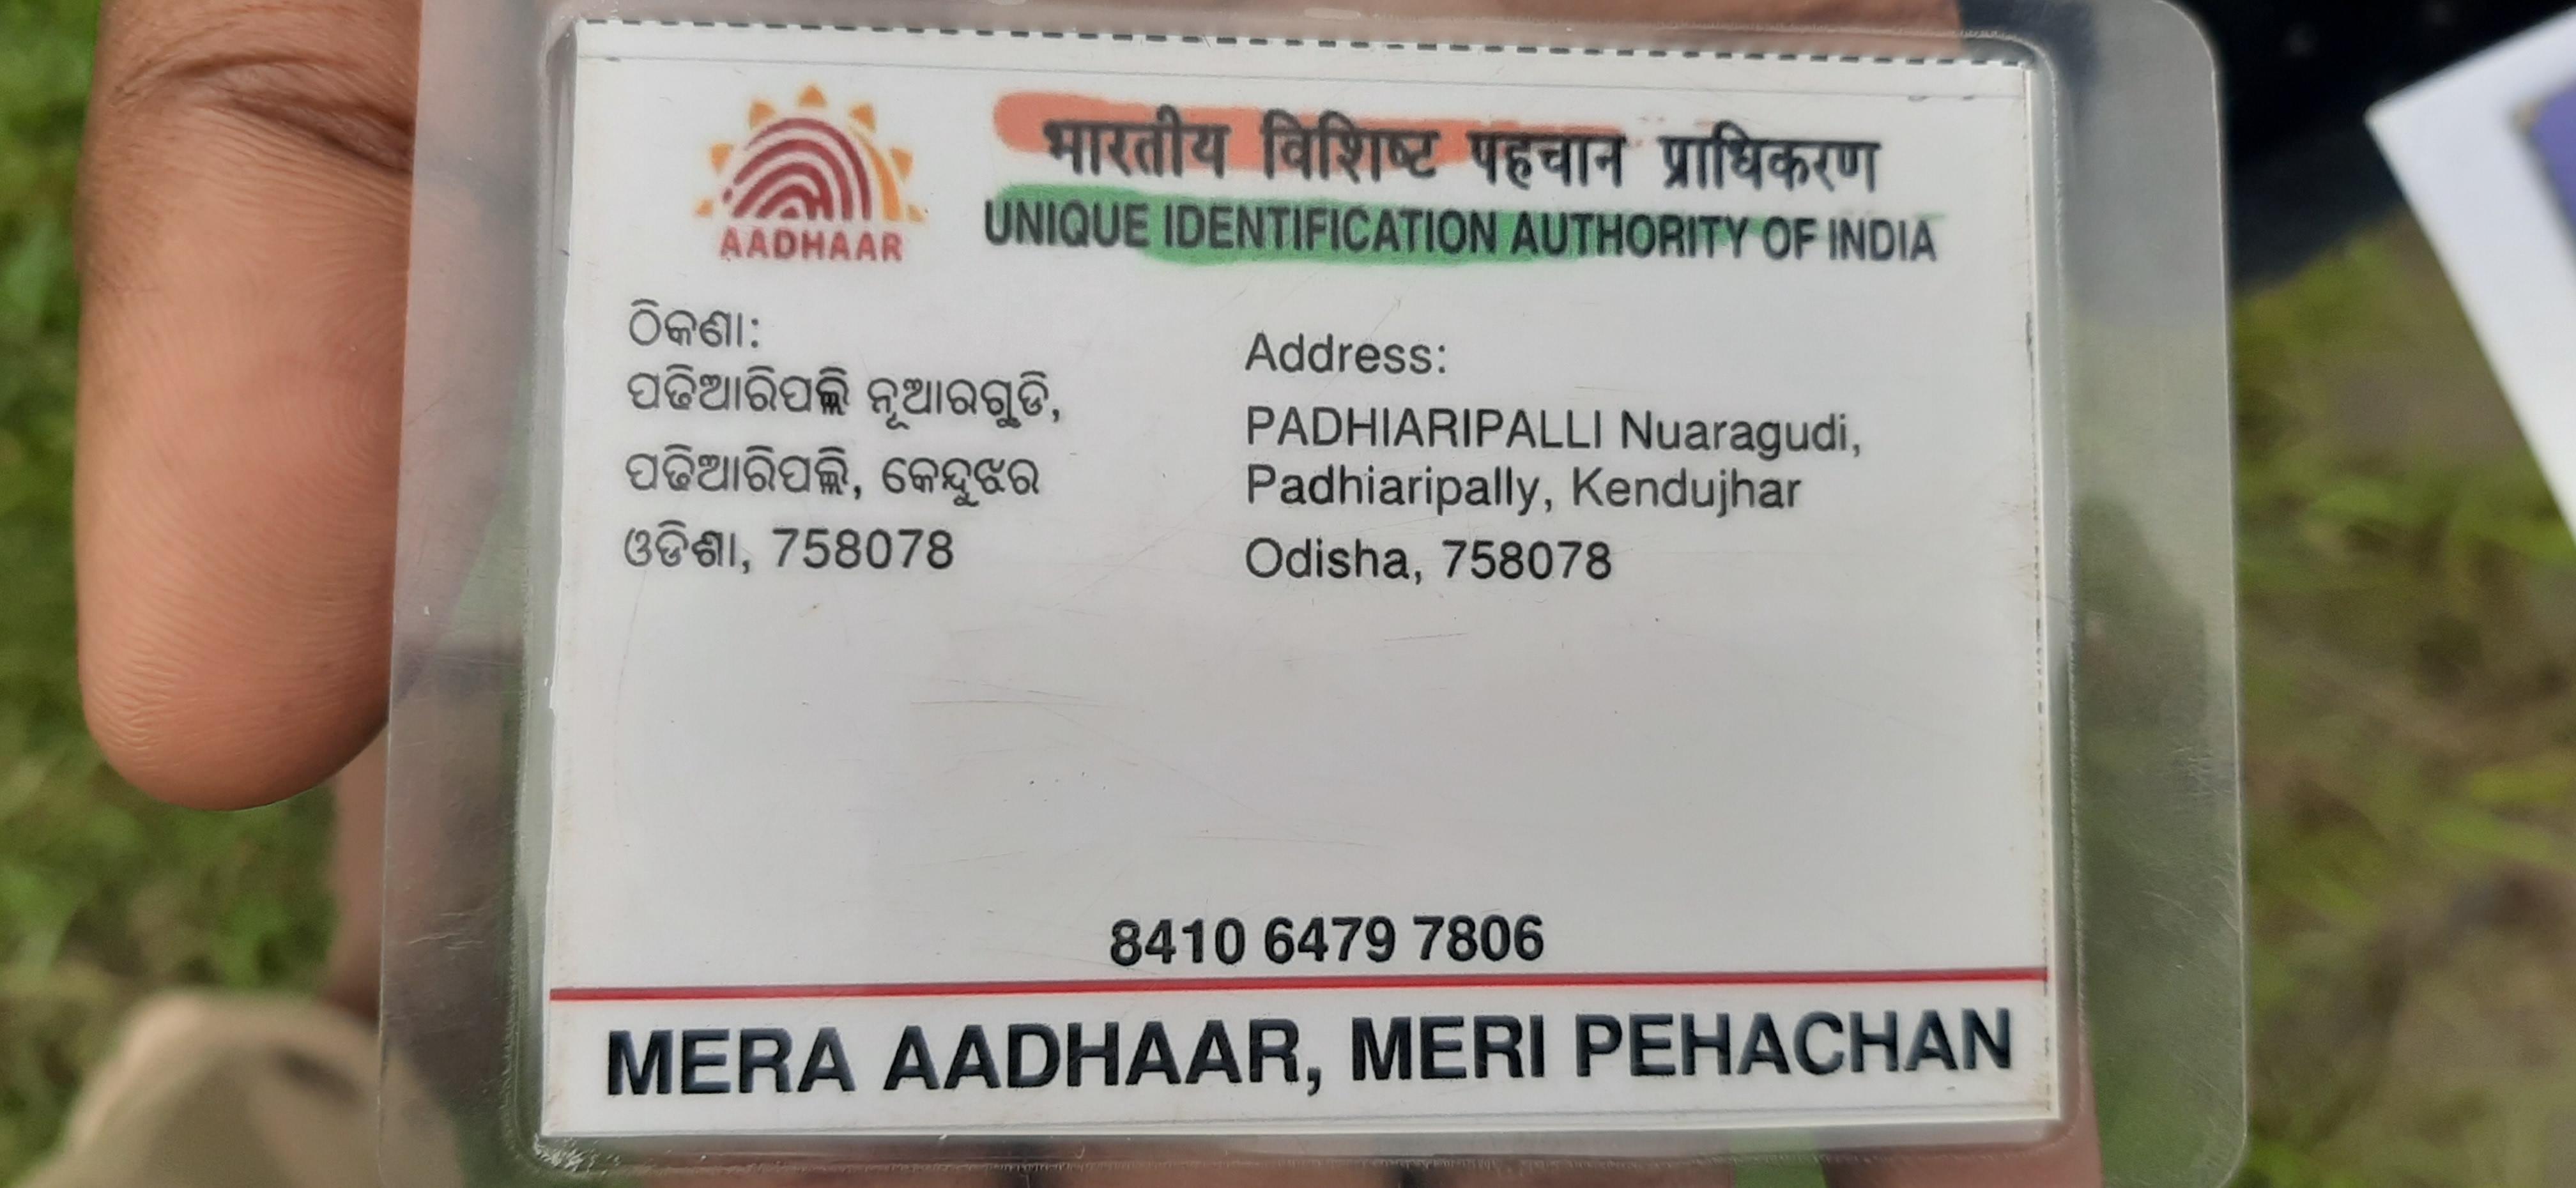 भारतीय विशिष्ट पहचान प्राधिकरण
UNIQUE IDENTIFICATION AUTHORITY OF INDIA
AADHAAR
ଠିକଣା:
ପଢିଆରିପଲ୍ଲି ନୂଆରଗୁଡି,
ପଢିଆରିପଲ୍ଲି, କେନ୍ଦୁଝର
ଓଡିଶା, 758078
Address:
PADHIARIPALLI Nuaragudi,
Padhiaripally, Kendujhar
Odisha, 758078
8410 6479 7806
MERA AADHAAR, MERI PEHACHAN